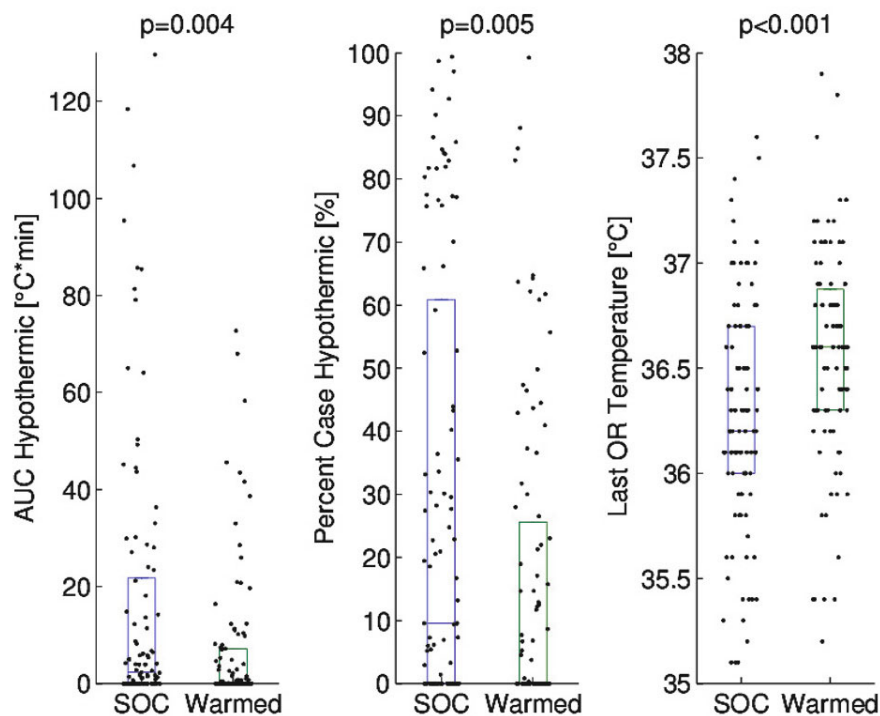 p=0.004
p=0.005
p<0.001
AUC Hypothermic [°C*min]
120
100
80
60
40
20
0
SOC Warmed
Percent Case Hypothermic [%]
100
90
80
70
60
50
40
30
20
10
0
SOC Warmed
Last OR Temperature [°C]
38
37.5
37
36.5
36
35.5
35
SOC Warmed